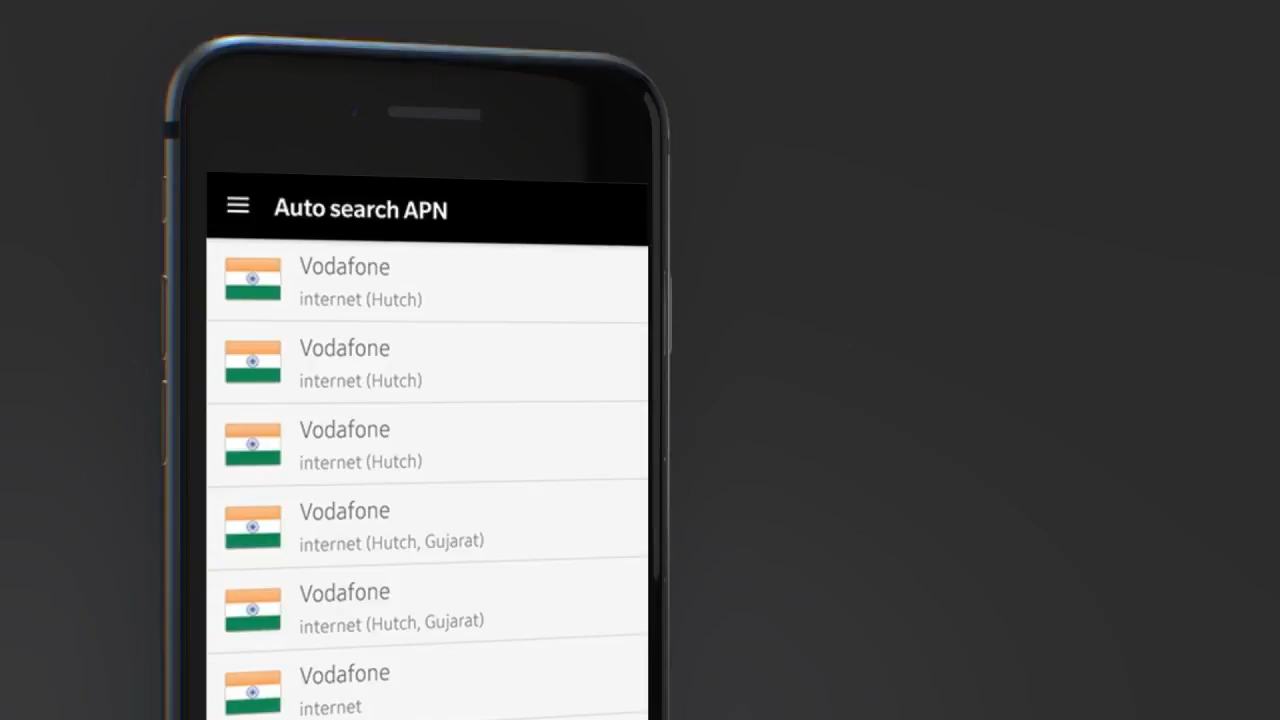 Auto search APN
Vodafone
internet (Hutch)
Vodafone
internet (Hutch)
Vodafone
internet (Hutch)
Vodafone
internet (Hutch, Gujarat)
Vodafone
internet (Hutch, Gujarat)
Vodafone
internet